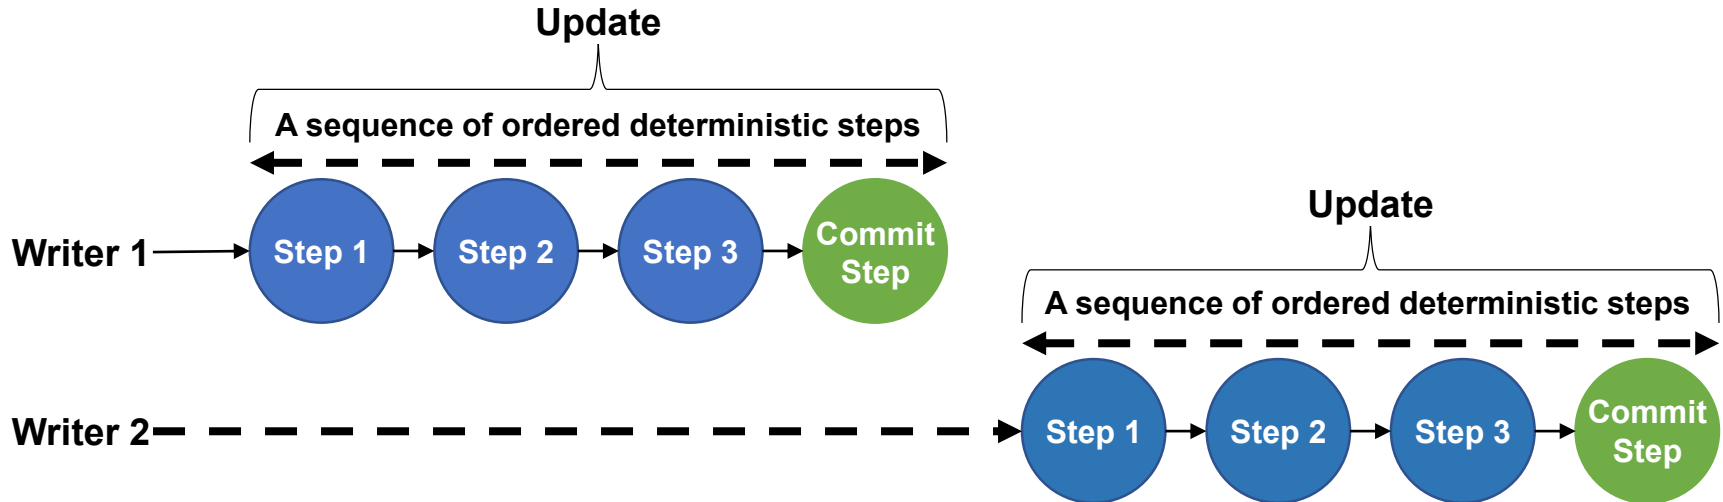 Update
A sequence of ordered deterministic steps
Writer 1
Step 1
Step 2
Step 3
Commit
Step
Update
A sequence of ordered deterministic steps
Writer 2
Step 1
Step 2
Step 3
Commit
Step